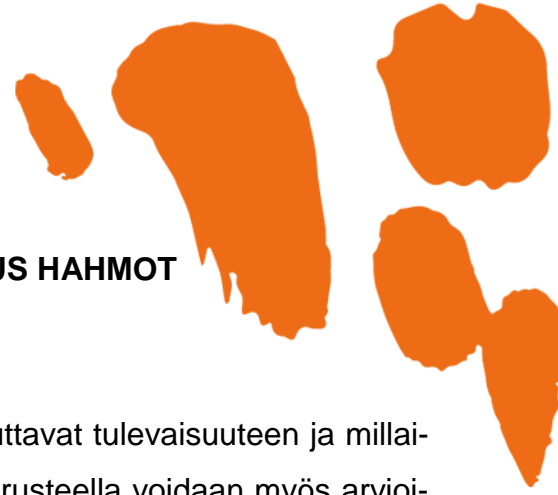 US HAHMOT
uttavat tulevaisuuteen ja millai-
rusteella voidaan myös arvioi-